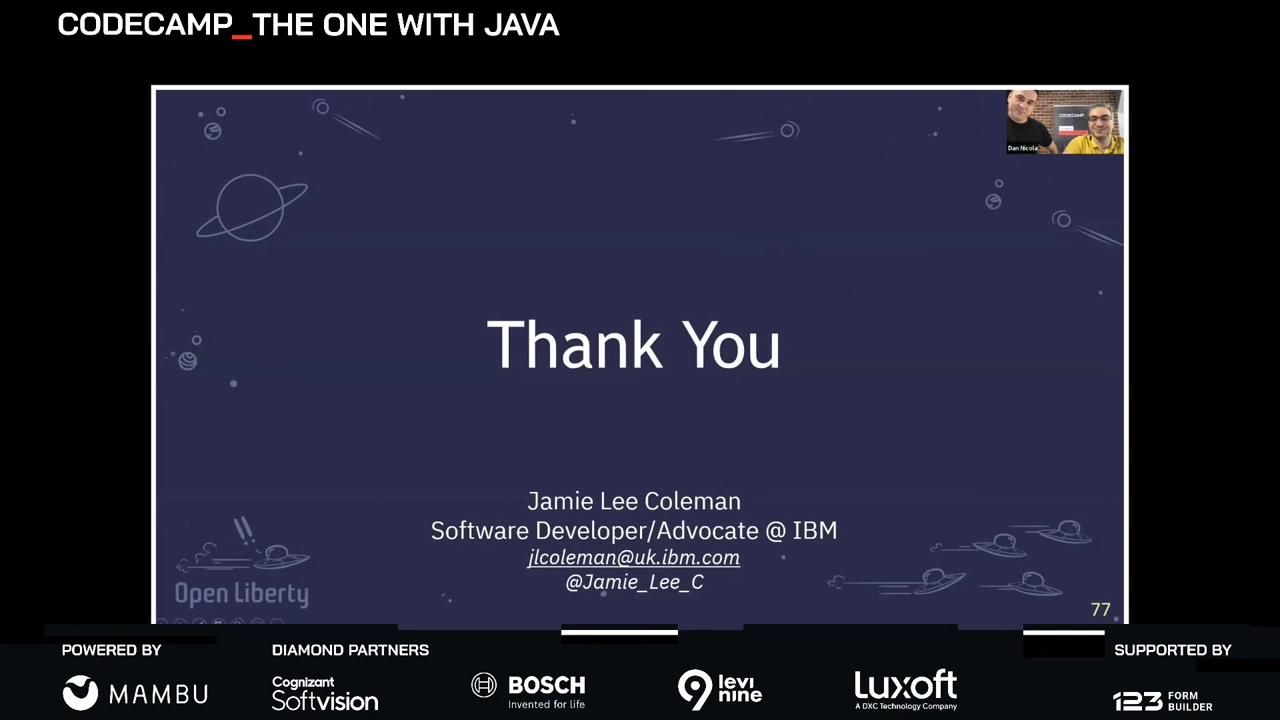 CODECAMP_THE ONE WITH JAVA
CODECAMP
Dan Nicola
Thank You
Jamie Lee Coleman
Software Developer/Advocate @ IBM
jlcoleman@uk.ibm.com
@Jamie_Lee_C
Open Liberty
77
POWERED BY
MAMBU
DIAMOND PARTNERS
Cognizant
Softvision
BOSCH
Invented for life
9 levi
nine
Luxoft
A DXC Technology Company
SUPPORTED BY
123 FORM
BUILDER